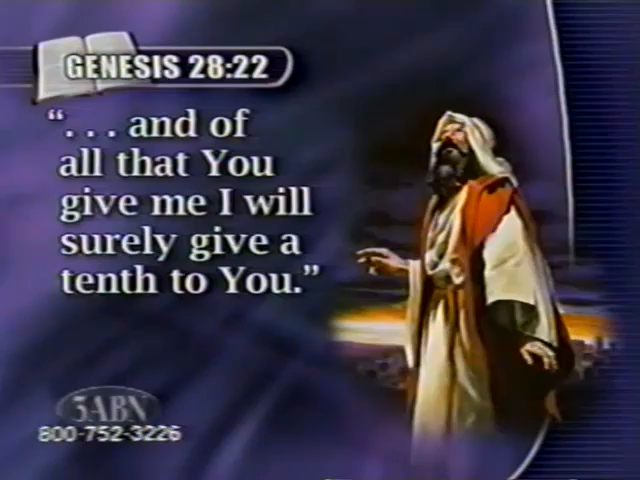 GENESIS 28:22
“. . . and of
all that You
give me I will
surely give a
tenth to You.”
3ABN
800-752-3226